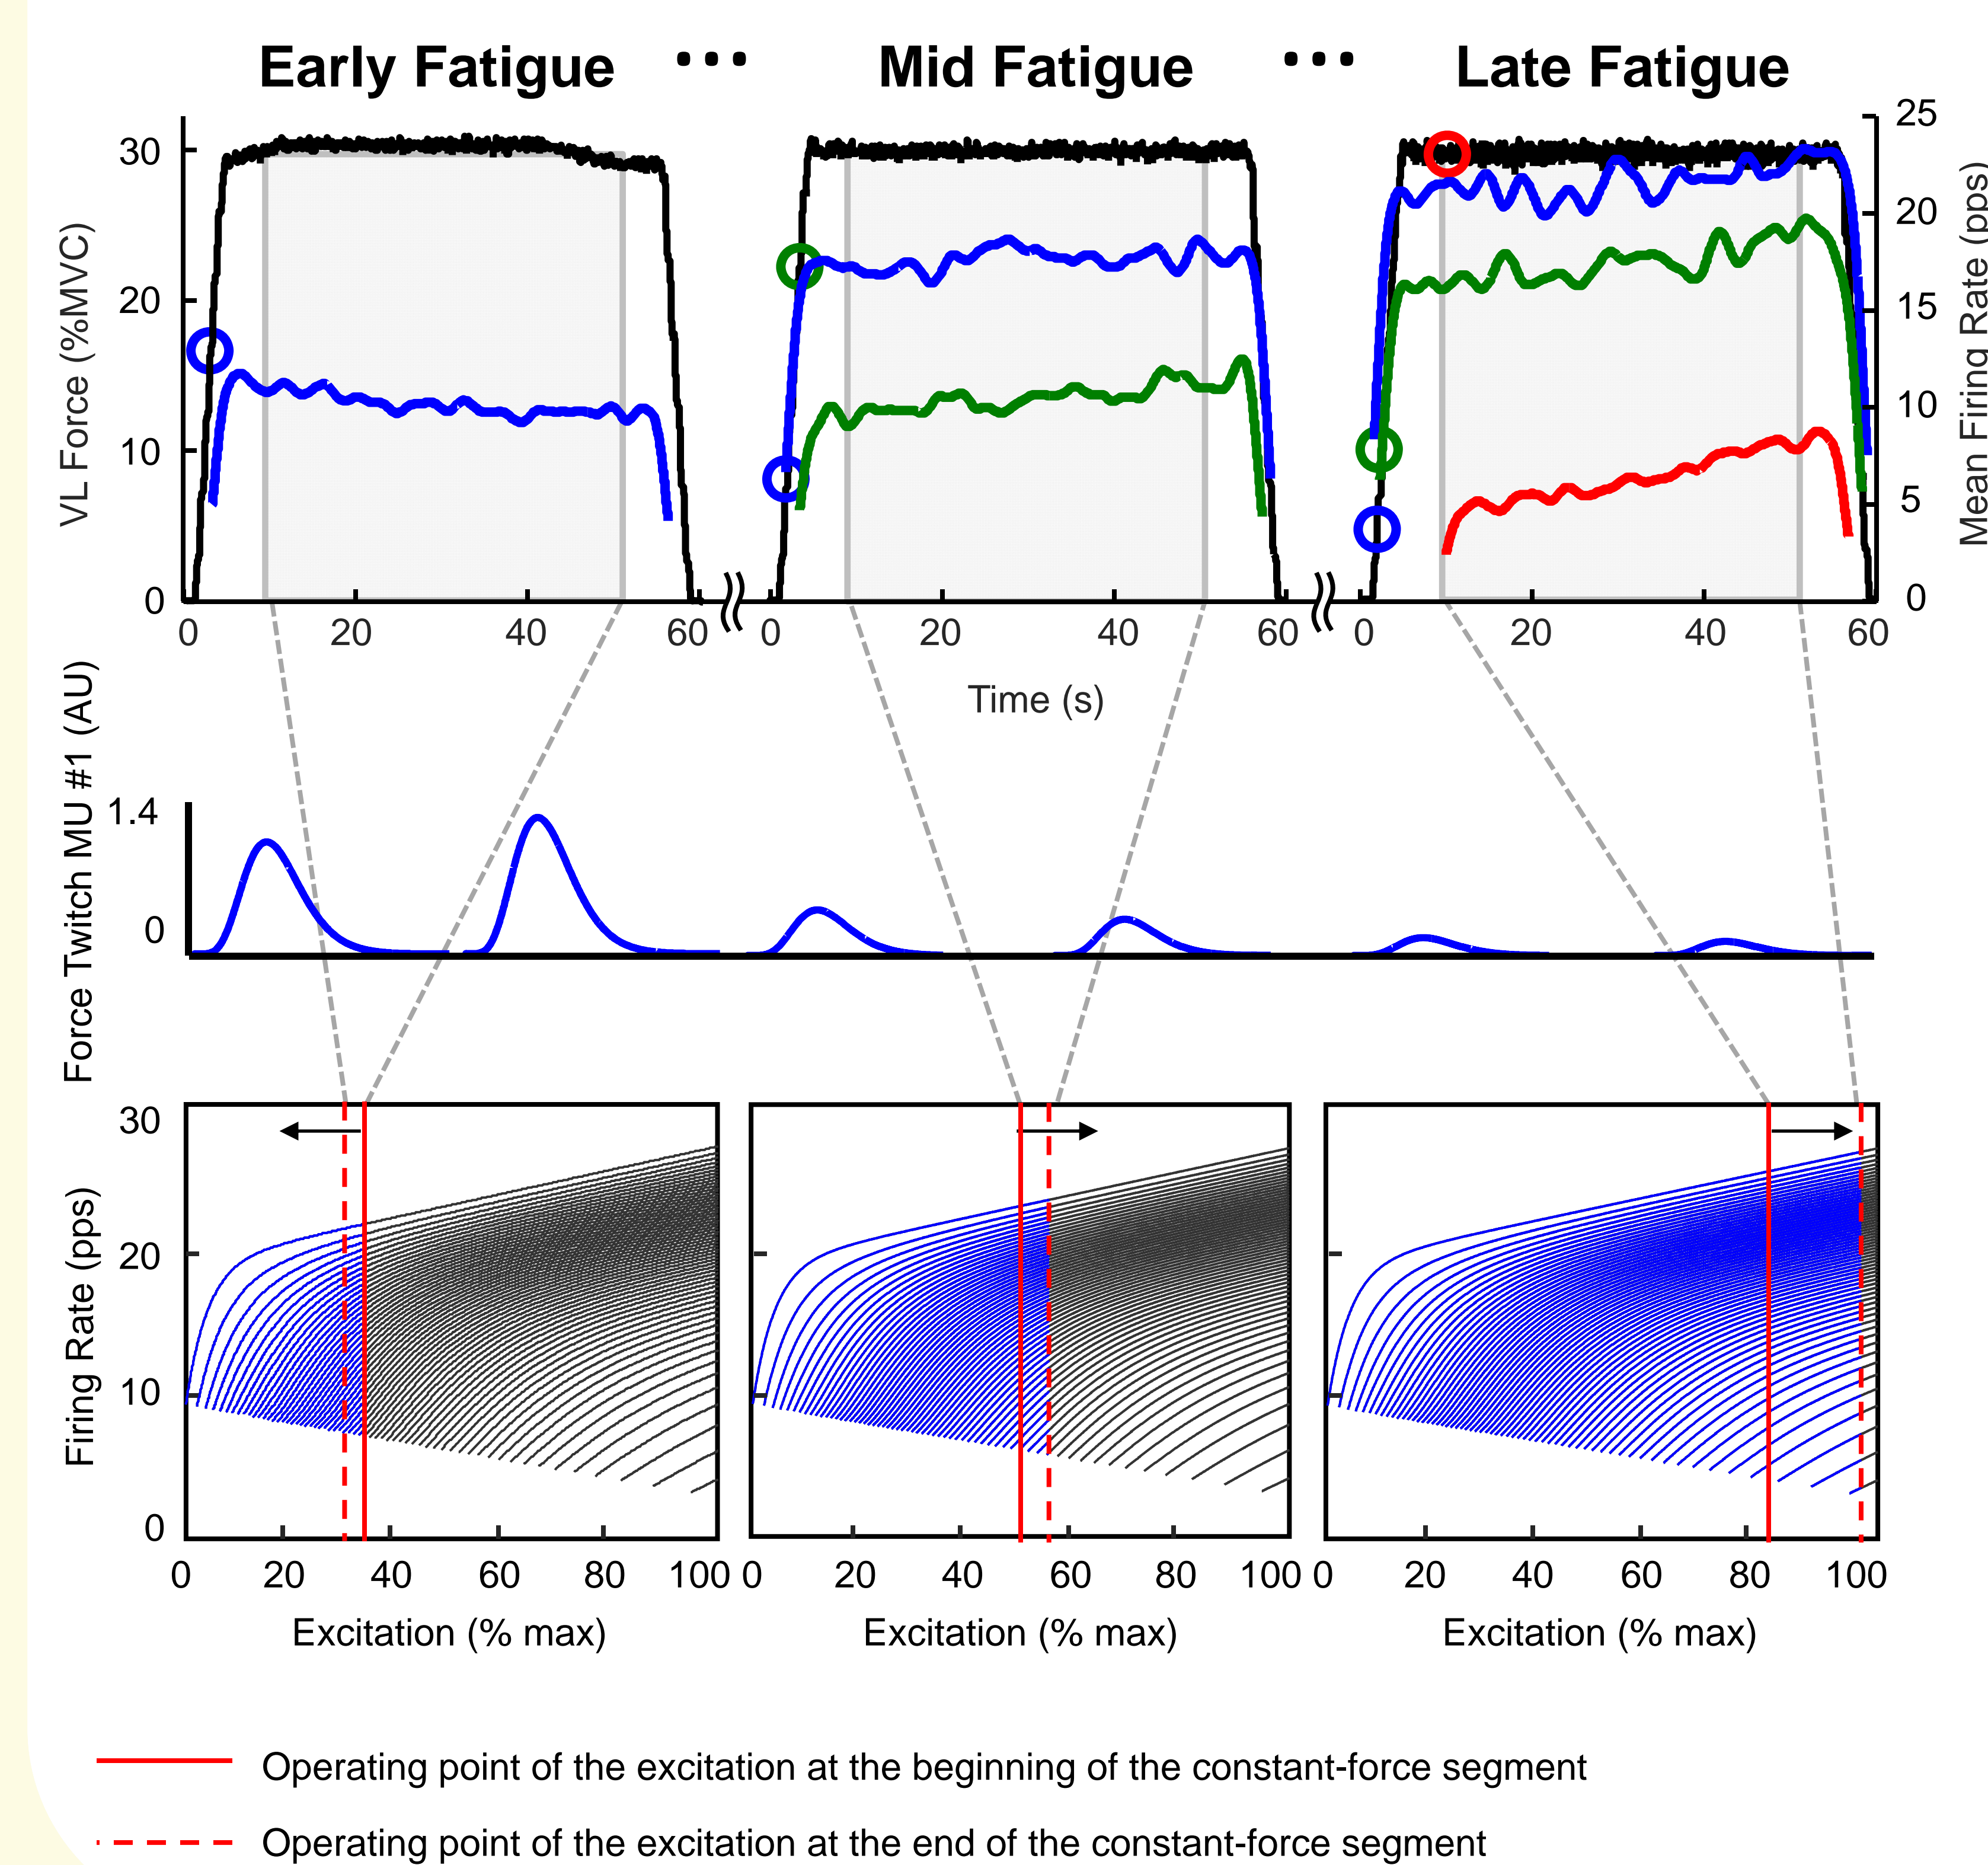 Early Fatigue ... Mid Fatigue ... Late Fatigue
VL Force (%MVC)
30
20
10
0
25
20
15
10
5
0
Mean Firing Rate (pps)
0 20 40 60 0 20 40 60 0 20 40 60
Time (s)
Force Twitch MU #1 (AU)
1.4
0
Firing Rate (pps)
30
20
10
0
0 20 40 60 80 100 0 20 40 60 80 100 0 20 40 60 80 100
Excitation (% max) Excitation (% max) Excitation (% max)
Operating point of the excitation at the beginning of the constant-force segment
Operating point of the excitation at the end of the constant-force segment